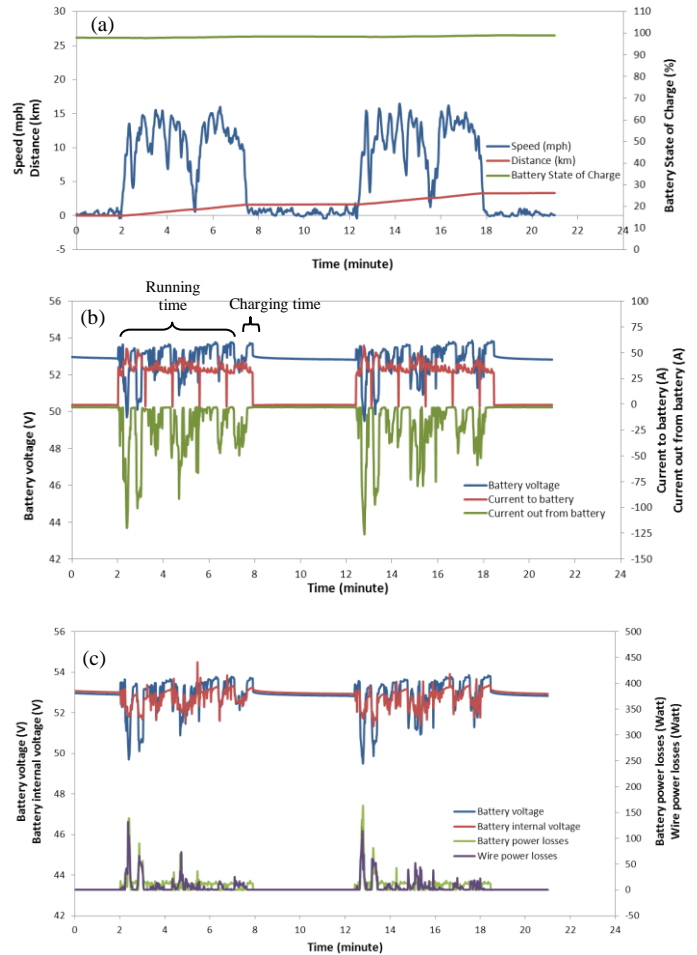 (a)
30
25
20
15
10
5
0
-5
Speed (mph)
Distance (km)
110
100
90
80
70
60
50
40
30
20
10
0
Battery State of Charge (%)
Speed (mph)
Distance (km)
Battery State of Charge
0 2 4 6 8 10 12 14 16 18 20 22 24
Time (minute)
(b)
Running
time
Charging time
56
54
52
50
48
46
44
42
Battery voltage (V)
100
75
50
25
0
-25
-50
-75
-100
-125
-150
Current to battery (A)
Current out from battery (A)
Battery voltage
Current to battery
Current out from battery
0 2 4 6 8 10 12 14 16 18 20 22 24
Time (minute)
(c)
56
54
52
50
48
46
44
42
Battery voltage (V)
Battery internal voltage (V)
500
450
400
350
300
250
200
150
100
50
0
-50
Battery power losses (Watt)
Wire power losses (Watt)
Battery voltage
Battery internal voltage
Battery power losses
Wire power losses
0 2 4 6 8 10 12 14 16 18 20 22 24
Time (minute)